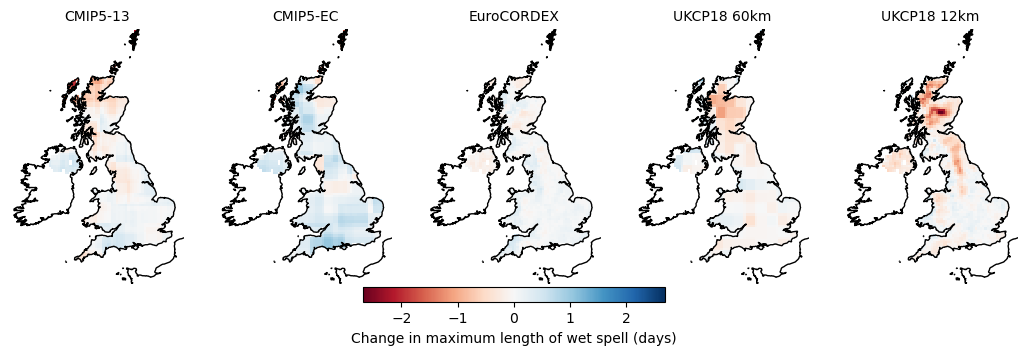 CMIP5-13 CMIP5-EC EuroCORDEX UKCP18 60km UKCP18 12km
−2 −1 0 1 2
Change in maximum length of wet spell (days)